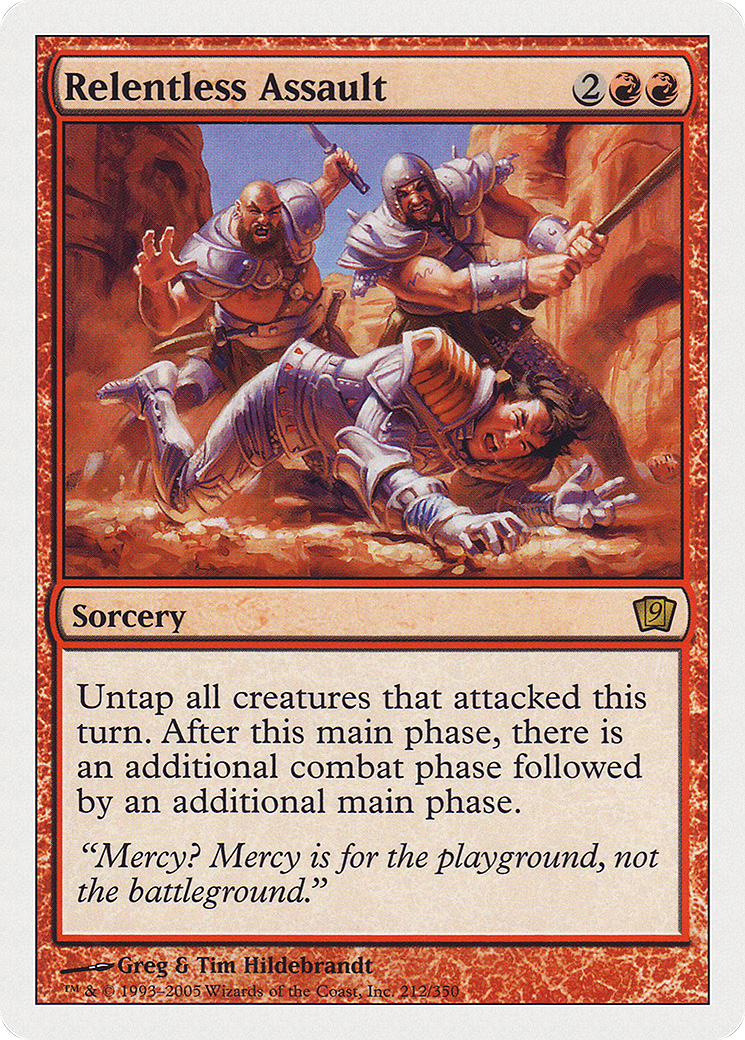 Relentless Assault 2
Sorcery 9
Untap all creatures that attacked this
turn. After this main phase, there is
an additional combat phase followed
by an additional main phase.
“Mercy? Mercy is for the playground, not
the battleground.”
Greg & Tim Hildebrandt
™ & © 1993–2005 Wizards of the Coast, Inc. 212/350